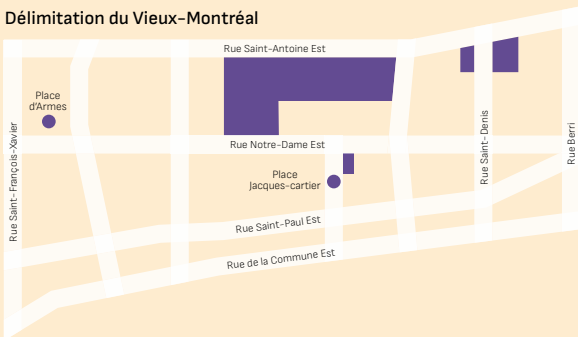 Délimitation du Vieux-Montréal
Rue Saint-Antoine Est
Place
d'Armes
Rue Saint-François-Xavier
Rue Notre-Dame Est
Rue Saint-Denis
Rue Berri
Place
Jacques-cartier
Rue Saint-Paul Est
Rue de la Commune Est